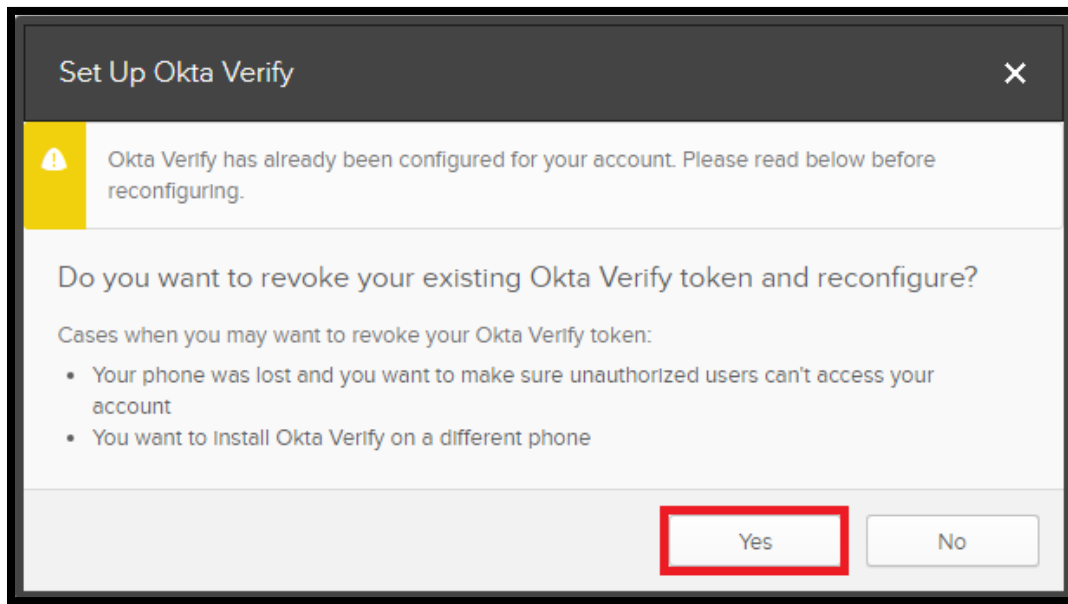 Set Up Okta Verify
Okta Verify has already been configured for your account. Please read below before
reconfiguring.
Do you want to revoke your existing Okta Verify token and reconfigure?
Cases when you may want to revoke your Okta Verify token:
• Your phone was lost and you want to make sure unauthorized users can't access your
account
• You want to install Okta Verify on a different phone
Yes No